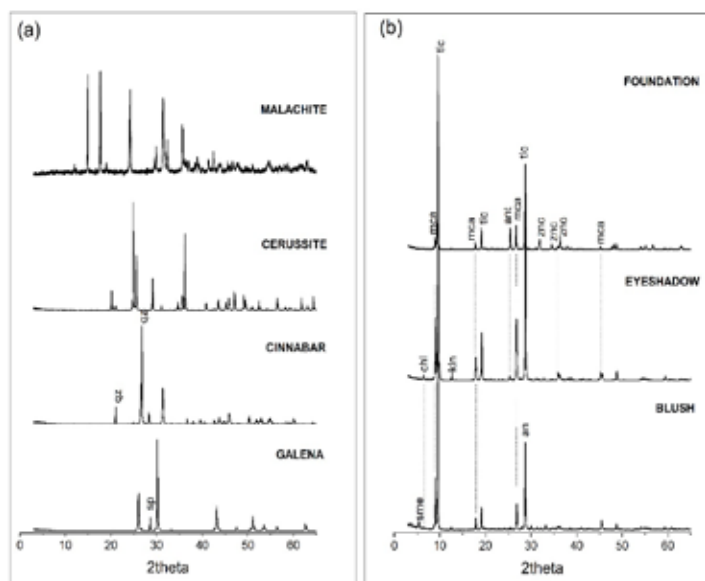 (a)
MALACHITE
CERUSSITE
qz
CINNABAR
qz
GALENA
sp
0 10 20 30 40 50 60
2theta
(b)
tlc
FOUNDATION
tlc
mca
mca
tlc
ant
mca
znc
znc
znc
mca
EYESHADOW
chl
kln
BLUSH
an
sme
0 10 20 30 40 50 60
2theta